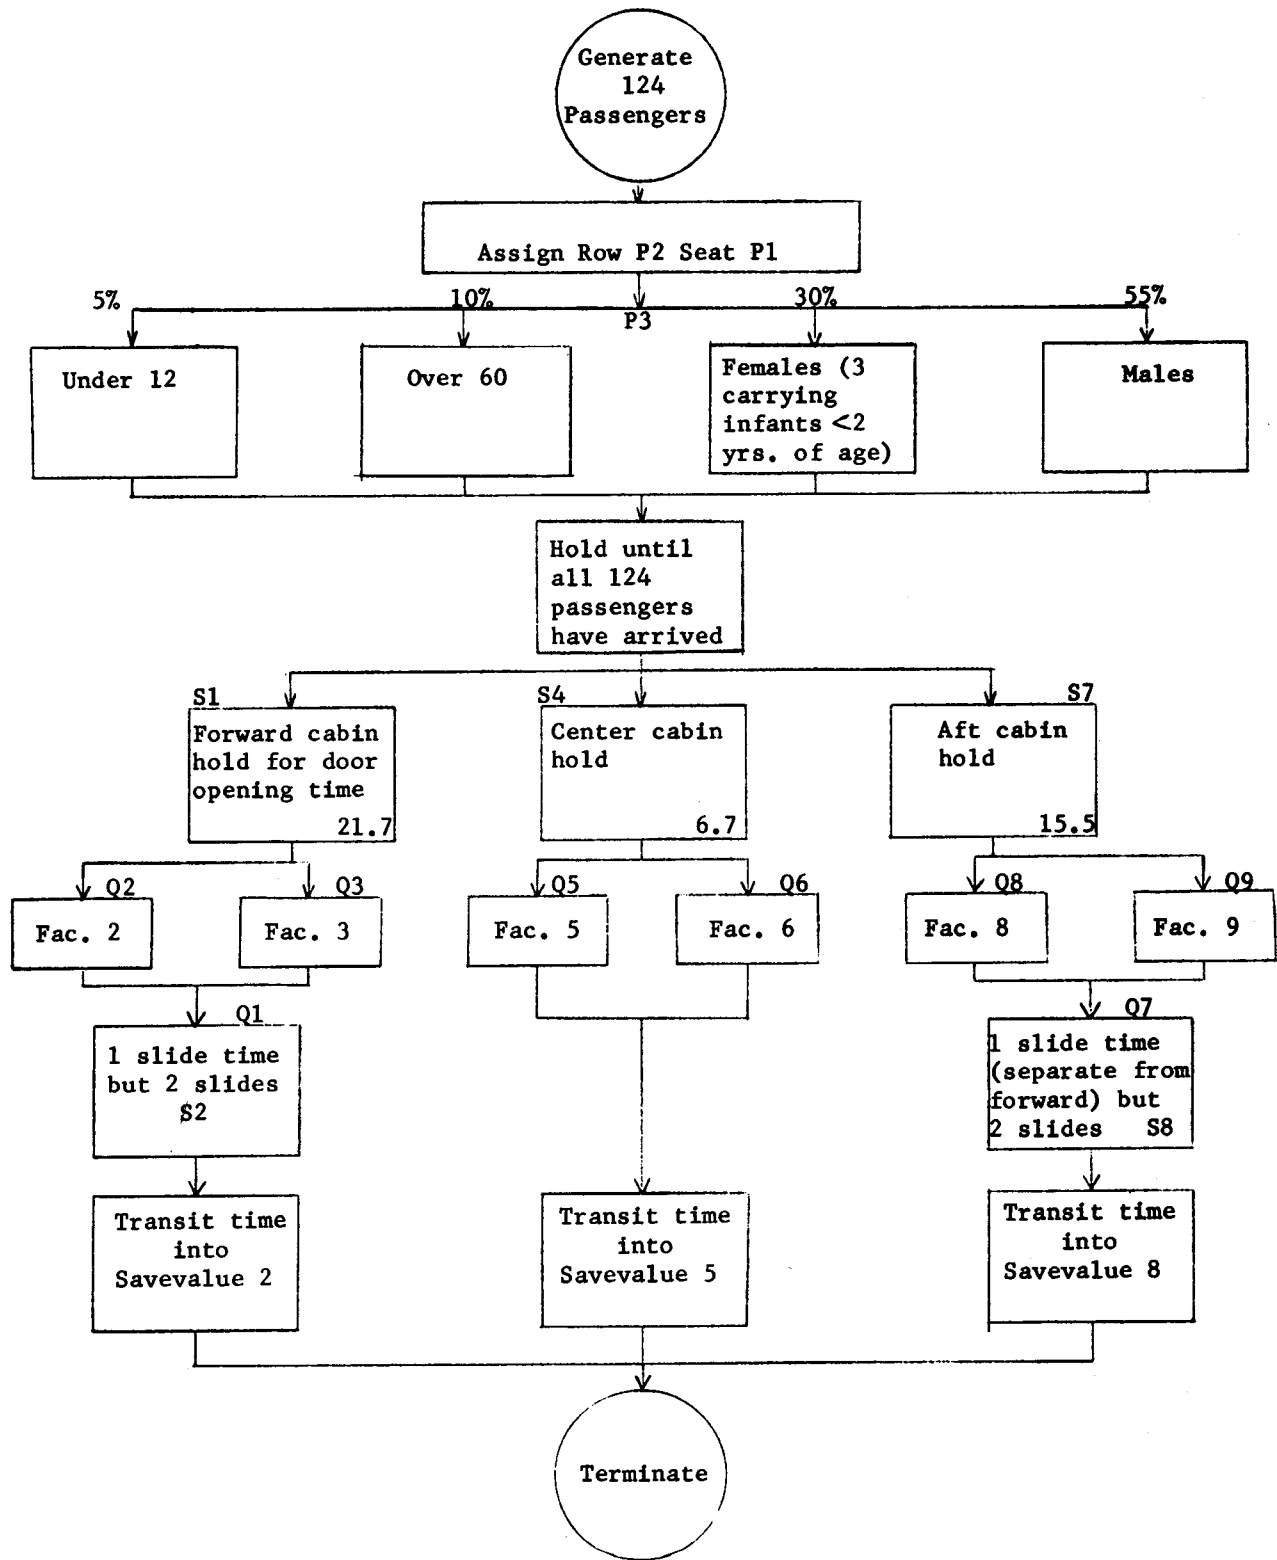 Generate
124
Passengers
Assign Row P2 Seat P1
5%
10%
30%
55%
P3
Under 12
Over 60
Females (3
carrying
infants <2
yrs. of age)
Males
Hold until
all 124
passengers
have arrived
S1
Forward cabin
hold for door
opening time
21.7
S4
Center cabin
hold
6.7
S7
Aft cabin
hold
15.5
Q2
Fac. 2
Q3
Fac. 3
Q5
Fac. 5
Q6
Fac. 6
Q8
Fac. 8
Q9
Fac. 9
Q1
1 slide time
but 2 slides
S2
Q7
1 slide time
(separate from
forward) but
2 slides S8
Transit time
into
Savevalue 2
Transit time
into
Savevalue 5
Transit time
into
Savevalue 8
Terminate